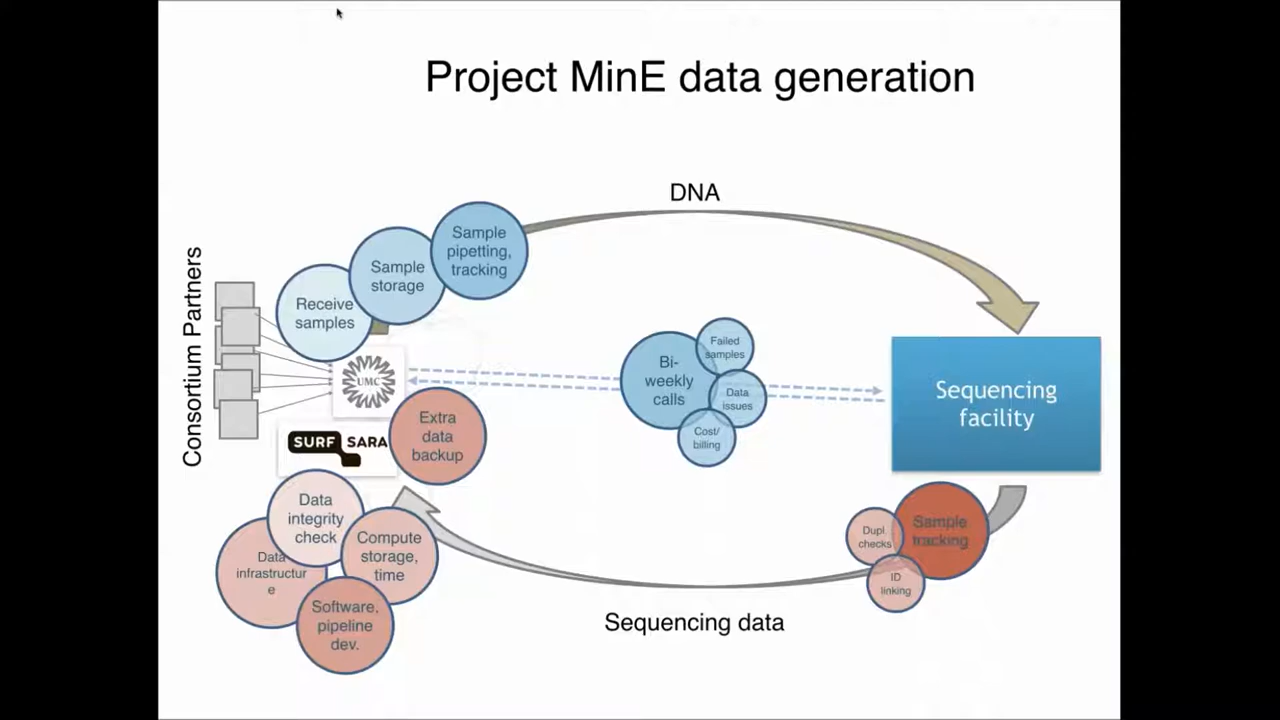 Project MinE data generation
DNA
Sample
pipetting,
tracking
Sample
storage
Receive
samples
Consortium Partners
UMC
SURF SARA
Extra
data
backup
Bi-
weekly
calls
Failed
samples
Data
issues
Cost/
billing
Sequencing
facility
Data
integrity
check
Compute
storage,
time
Data
infrastructur
e
Software,
pipeline
dev.
Dupl.
checks
Sample
tracking
ID
linking
Sequencing data